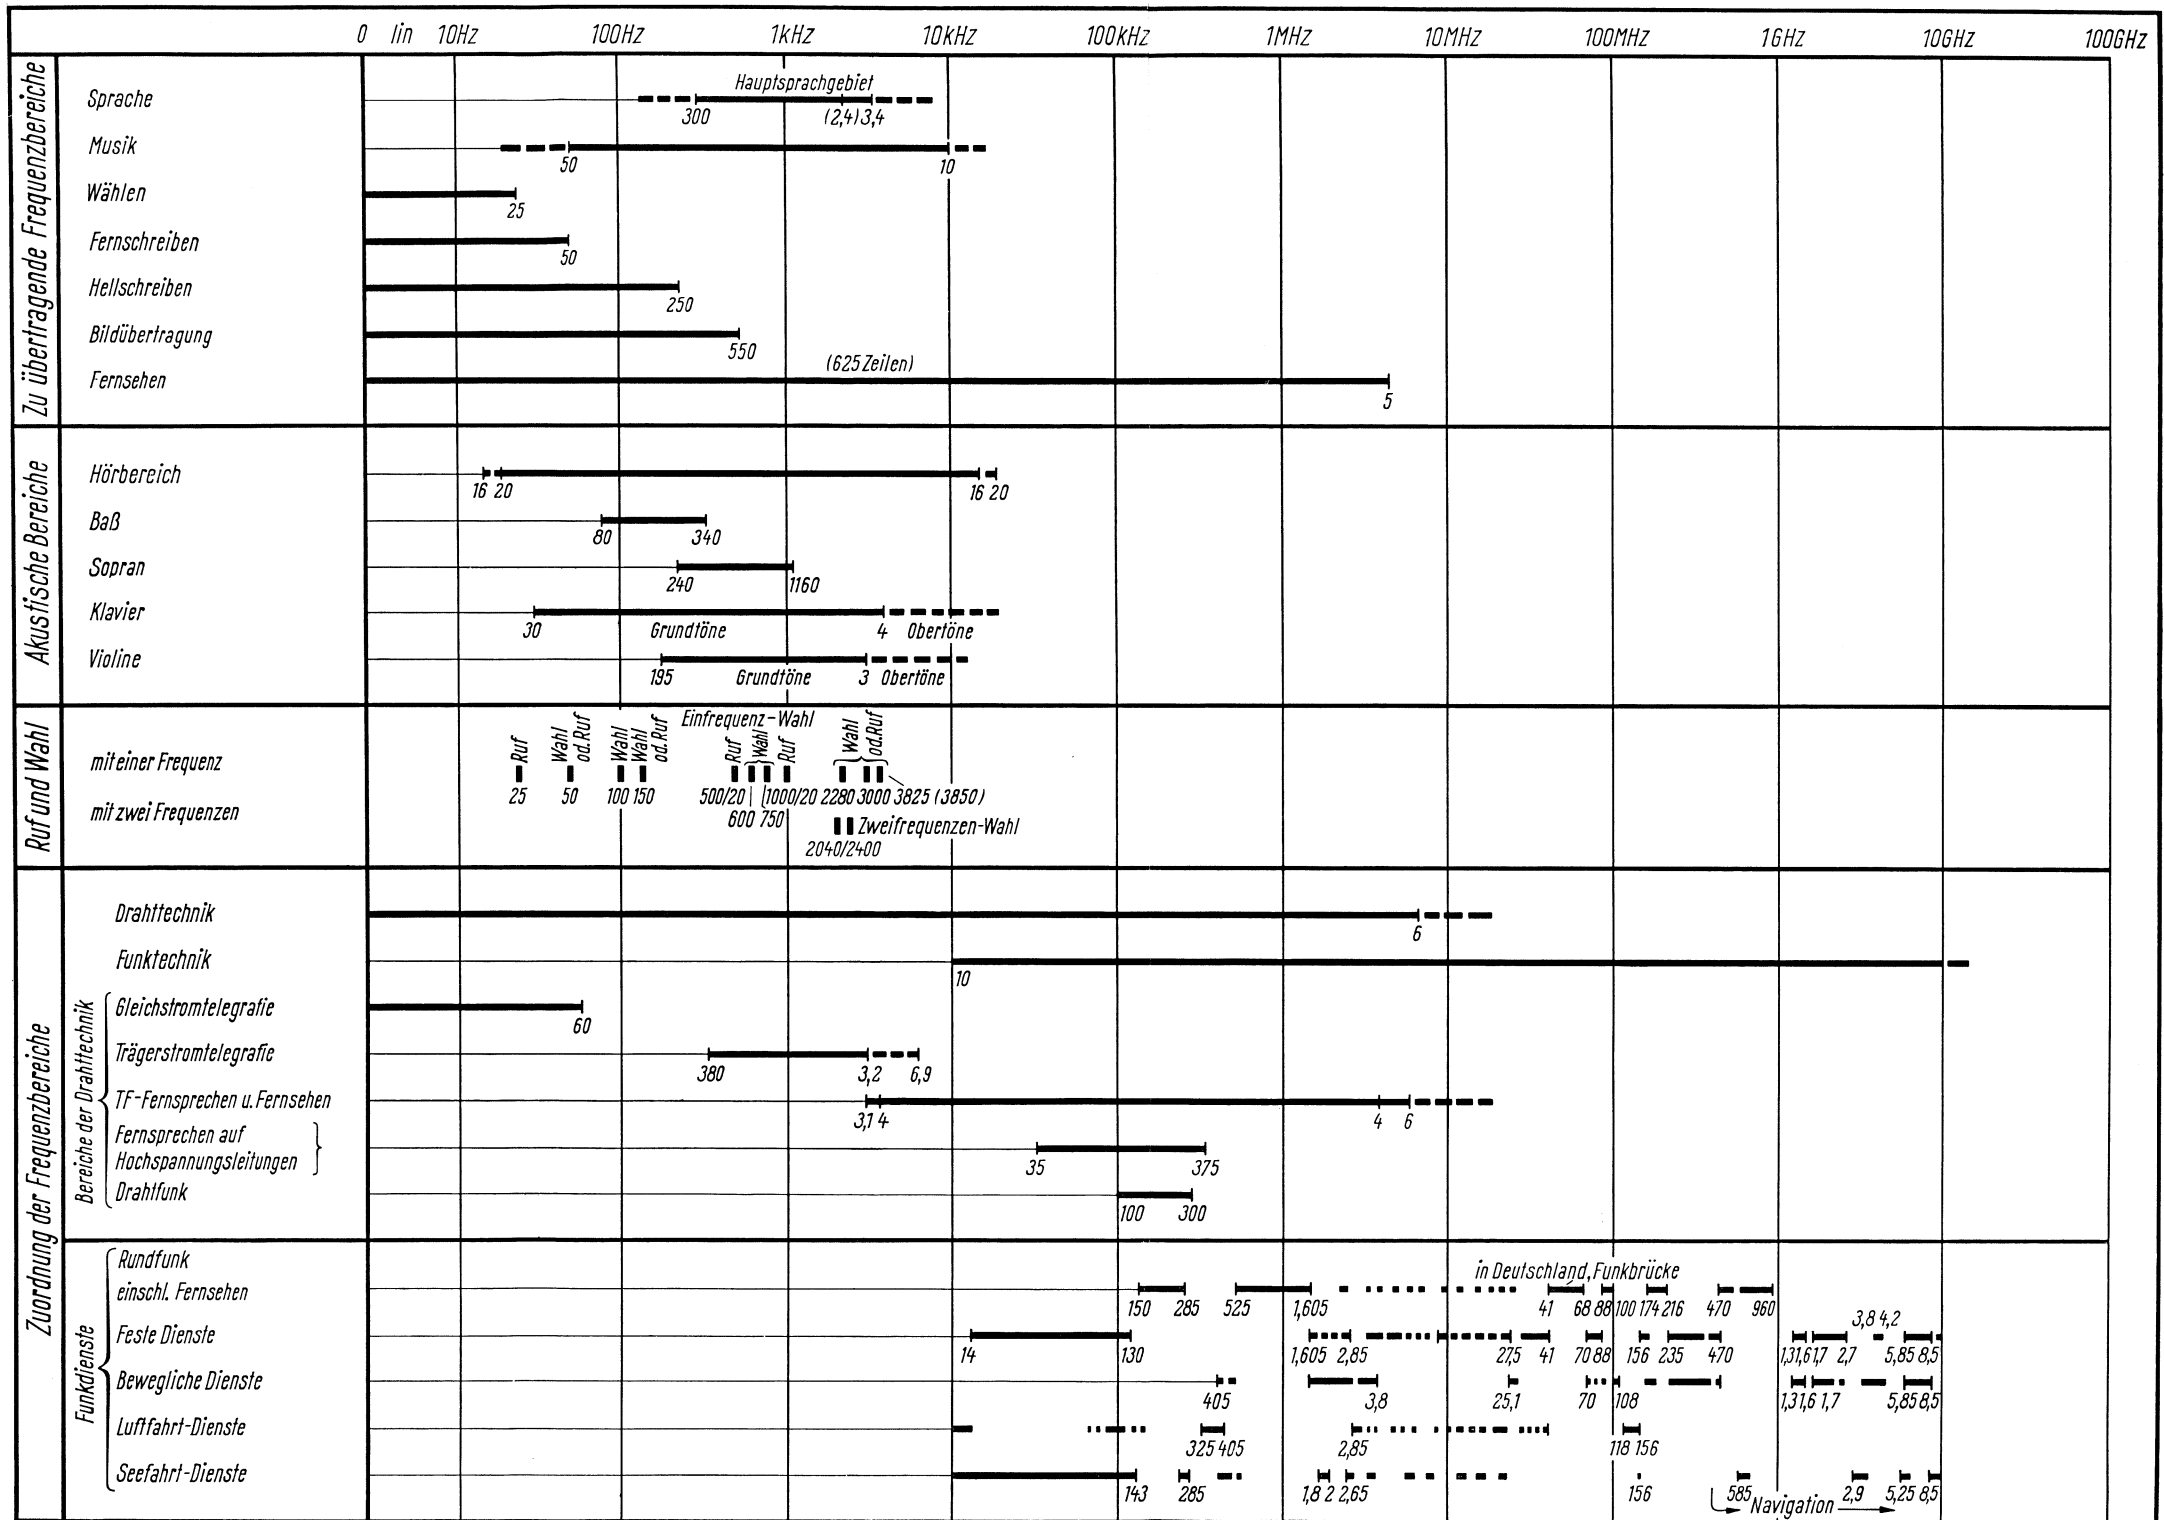 0 lin 10Hz 100Hz 1kHz 10kHz 100kHz 1MHz 10MHz 100MHz 1GHz 10GHz 100GHz
Zu übertragende Frequenzbereiche
Hauptsprachgebiet
Sprache
300 (2,4) 3,4
Musik
50 10
Wählen
25
Fernschreiben
50
Hellschreiben
250
Bildübertragung
550
(625 Zeilen)
Fernsehen
5
Akustische Bereiche
Hörbereich
16 20 16 20
Baß
80 340
Sopran
240 1160
Klavier
30 Grundtöne 4 Obertöne
Violine
195 Grundtöne 3 Obertöne
Ruf und Wahl
Einfrequenz-Wahl
Ruf Wahl od.Ruf Wahl Wahl od.Ruf Ruf Wahl Ruf Wahl od.Ruf
mit einer Frequenz
25 50 100 150 500/20 1000/20 2280 3000 3825 (3850)
600 750
mit zwei Frequenzen
Zweifrequenzen-Wahl
2040/2400
Zuordnung der Frequenzbereiche
Drahttechnik
6
Funktechnik
10
Bereiche der Drahttechnik
Gleichstromtelegrafie
60
Trägerstromtelegrafie
380 3,2 6,9
TF-Fernsprechen u. Fernsehen
3,1 4 4 6
Fernsprechen auf
Hochspannungsleitungen
35 375
Drahtfunk
100 300
Funkdienste
Rundfunk
in Deutschland, Funkbrücke
einschl. Fernsehen
150 285 525 1,605 41 68 88 100 174 216 470 960
3,8 4,2
Feste Dienste
14 130 1,605 2,85 27,5 41 70 88 156 235 470 1,3 1,6 1,7 2,7 5,85 8,5
Bewegliche Dienste
405 3,8 25,1 70 108 1,3 1,6 1,7 5,85 8,5
Luftfahrt-Dienste
325 405 2,85 118 156
Seefahrt-Dienste
143 285 1,8 2 2,65 156 585 2,9 5,25 8,5
Navigation